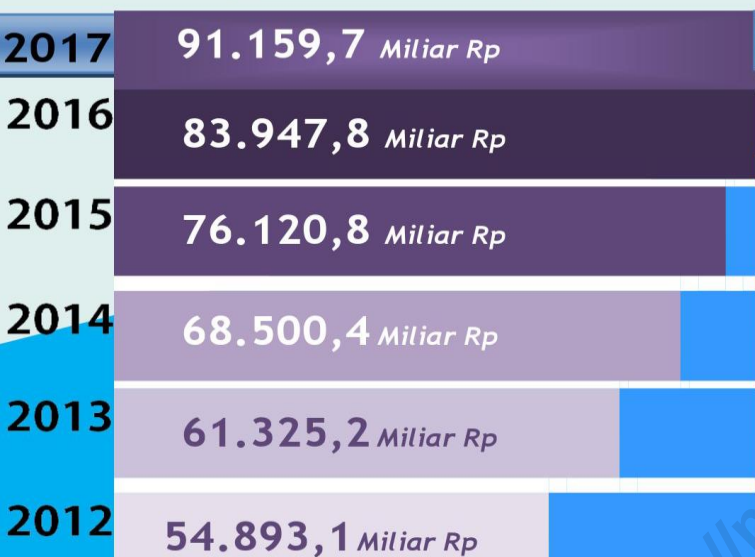 2017 91.159,7 Miliar Rp
2016 83.947,8 Miliar Rp
2015 76.120,8 Miliar Rp
2014 68.500,4 Miliar Rp
2013 61.325,2 Miliar Rp
2012 54.893,1 Miliar Rp